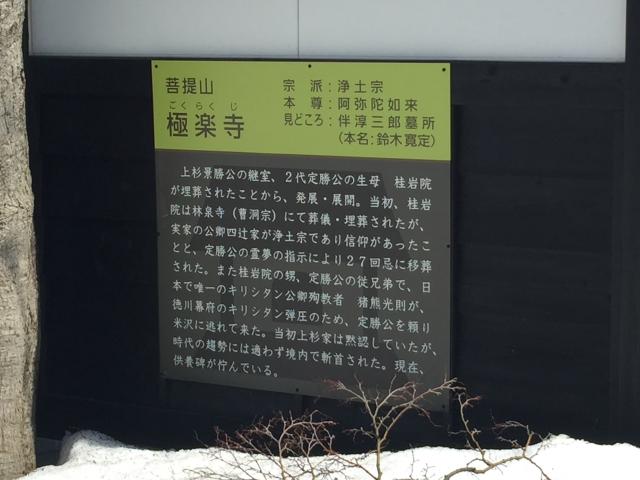 菩提山
ごくらくじ
極楽寺
宗派:浄土宗
本尊:阿弥陀如来
見どころ:伴淳三郎墓所
(本名:鈴木寛定)
上杉景勝公の継室、2代定勝公の生母 桂岩院
が埋葬されたことから、発展・展開。当初、桂岩
院は林泉寺(曹洞宗)にて葬儀・埋葬されたが、
実家の公卿四辻家が浄土宗であり信仰があったこ
とと、定勝公の霊夢の指示により27回忌に移葬
された。また桂岩院の甥、定勝公の従兄弟で、日
本で唯一のキリシタン公卿殉教者 猪熊光則が、
徳川幕府のキリシタン弾圧のため、定勝公を頼り
米沢に逃れて来た。当初上杉家は黙認していたが、
時代の趨勢には適わず境内で斬首された。現在、
供養碑が佇んでいる。